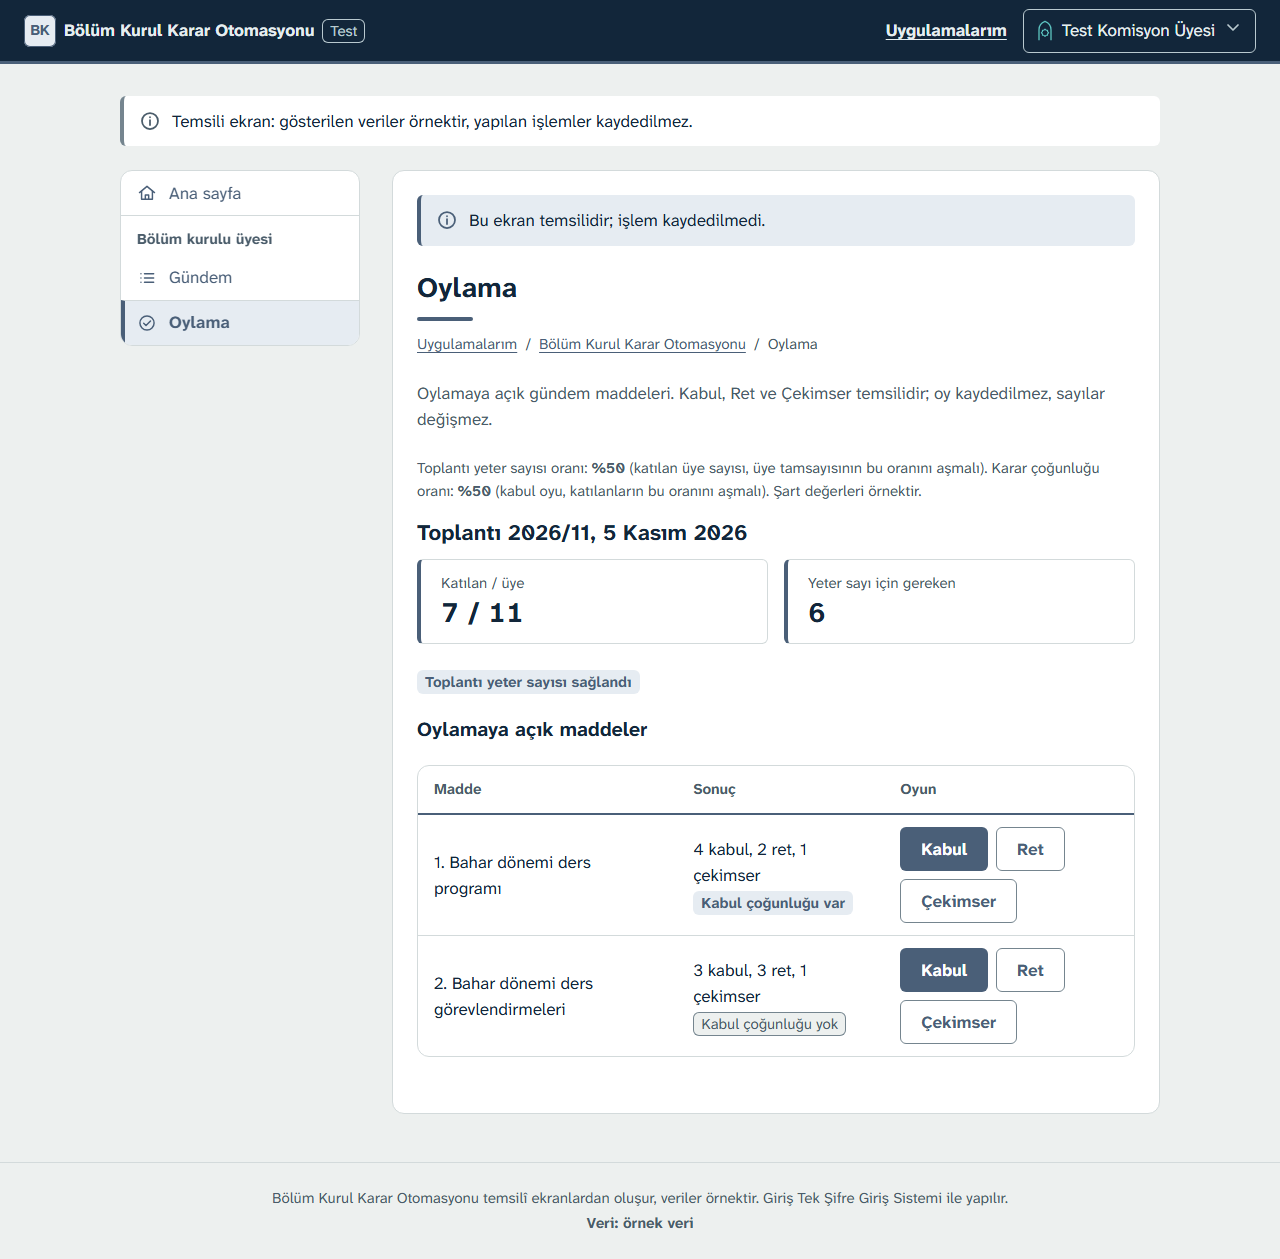 BK Bölüm Kurul Karar Otomasyonu Test Uygulamalarım Test Komisyon Üyesi
Temsili ekran: gösterilen veriler örnektir, yapılan işlemler kaydedilmez.
Ana sayfa
Bölüm kurulu üyesi
Gündem
Oylama
Bu ekran temsilidir; işlem kaydedilmedi.
Oylama
Uygulamalarım / Bölüm Kurul Karar Otomasyonu / Oylama
Oylamaya açık gündem maddeleri. Kabul, Ret ve Çekimser temsilidir; oy kaydedilmez, sayılar
değişmez.
Toplantı yeter sayısı oranı: %50 (katılan üye sayısı, üye tamsayısının bu oranını aşmalı). Karar çoğunluğu
oranı: %50 (kabul oyu, katılanların bu oranını aşmalı). Şart değerleri örnektir.
Toplantı 2026/11, 5 Kasım 2026
Katılan / üye
7 / 11
Yeter sayı için gereken
6
Toplantı yeter sayısı sağlandı
Oylamaya açık maddeler
Madde Sonuç Oyun
1. Bahar dönemi ders
programı
4 kabul, 2 ret, 1
çekimser
Kabul çoğunluğu var
Kabul Ret
Çekimser
2. Bahar dönemi ders
görevlendirmeleri
3 kabul, 3 ret, 1
çekimser
Kabul çoğunluğu yok
Kabul Ret
Çekimser
Bölüm Kurul Karar Otomasyonu temsilî ekranlardan oluşur, veriler örnektir. Giriş Tek Şifre Giriş Sistemi ile yapılır.
Veri: örnek veri